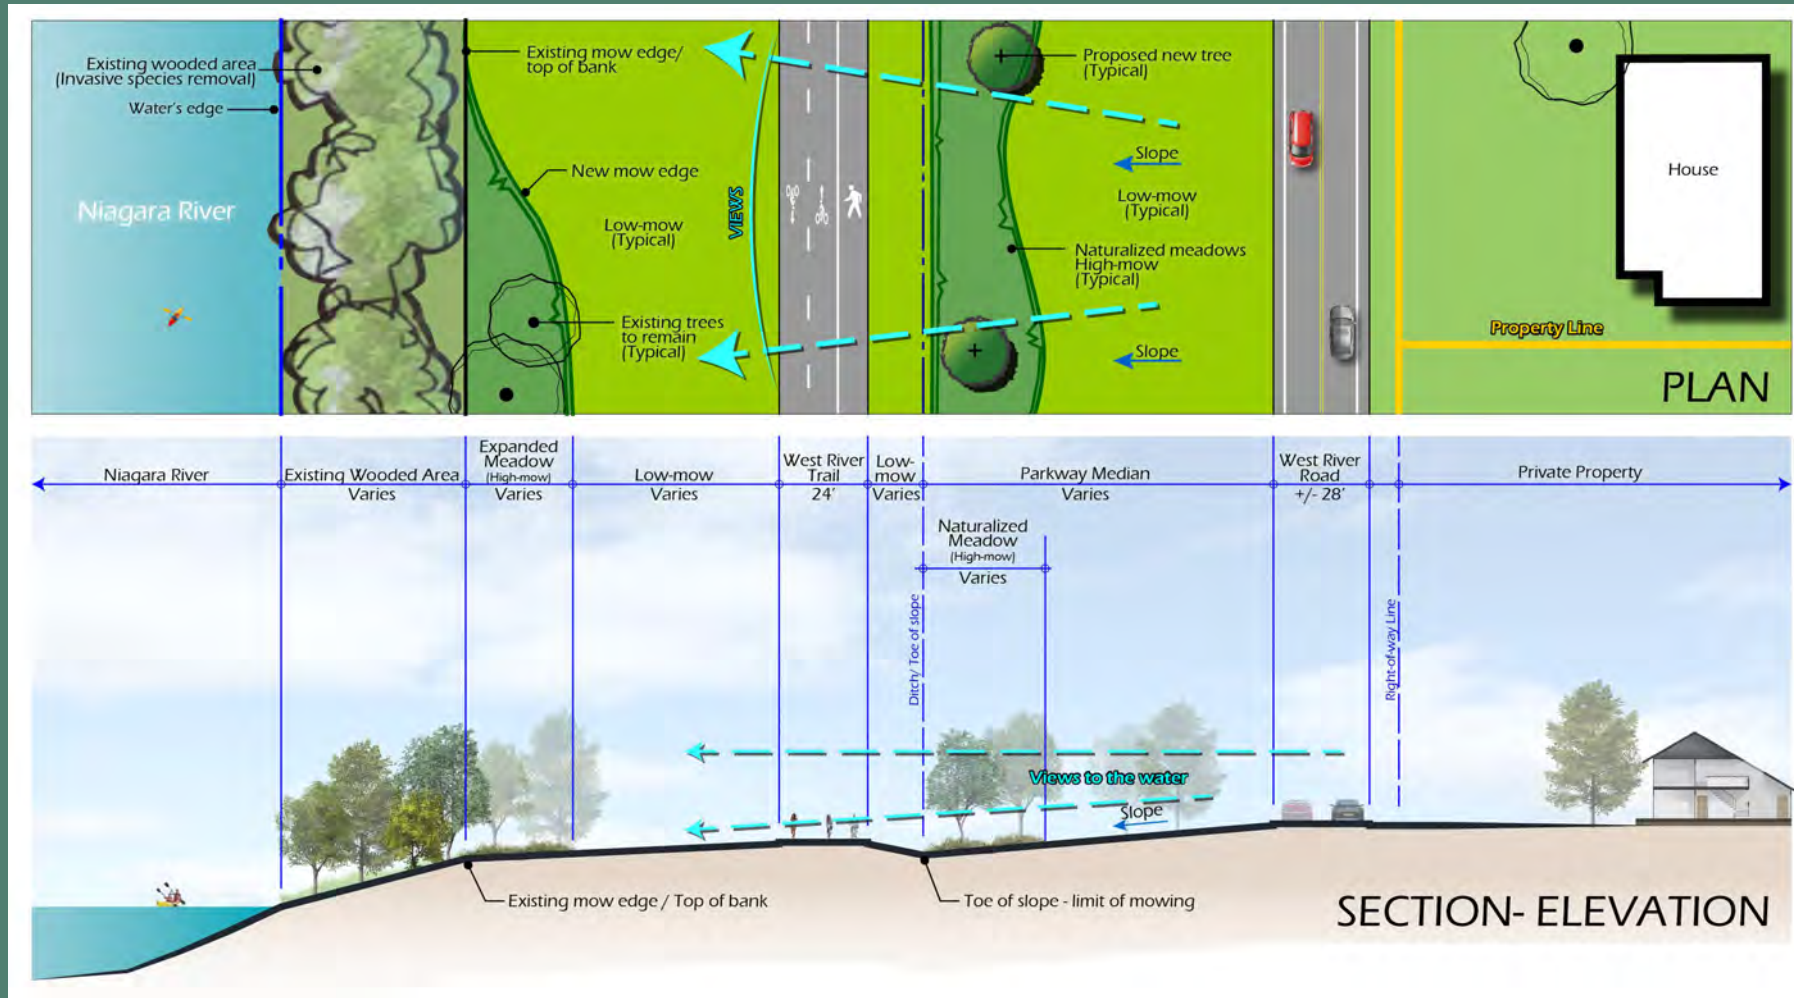 Existing wooded area
(Invasive species removal)
Water's edge
Niagara River
Existing mow edge/
top of bank
New mow edge
Low-mow
(Typical)
Existing trees
to remain
(Typical)
VIEWS
Proposed new tree
(Typical)
Slope
Low-mow
(Typical)
Naturalized meadows
High-mow
(Typical)
Slope
House
Property Line
PLAN
Niagara River
Existing Wooded Area
Varies
Expanded
Meadow
(High-mow)
Varies
Low-mow
Varies
West River
Trail
24'
Low-
mow
Varies
Parkway Median
Varies
West River
Road
+/- 28'
Private Property
Naturalized
Meadow
(High-mow)
Varies
Ditch/ Toe of slope
Right-of-way Line
Views to the water
Slope
Existing mow edge / Top of bank
Toe of slope - limit of mowing
SECTION- ELEVATION